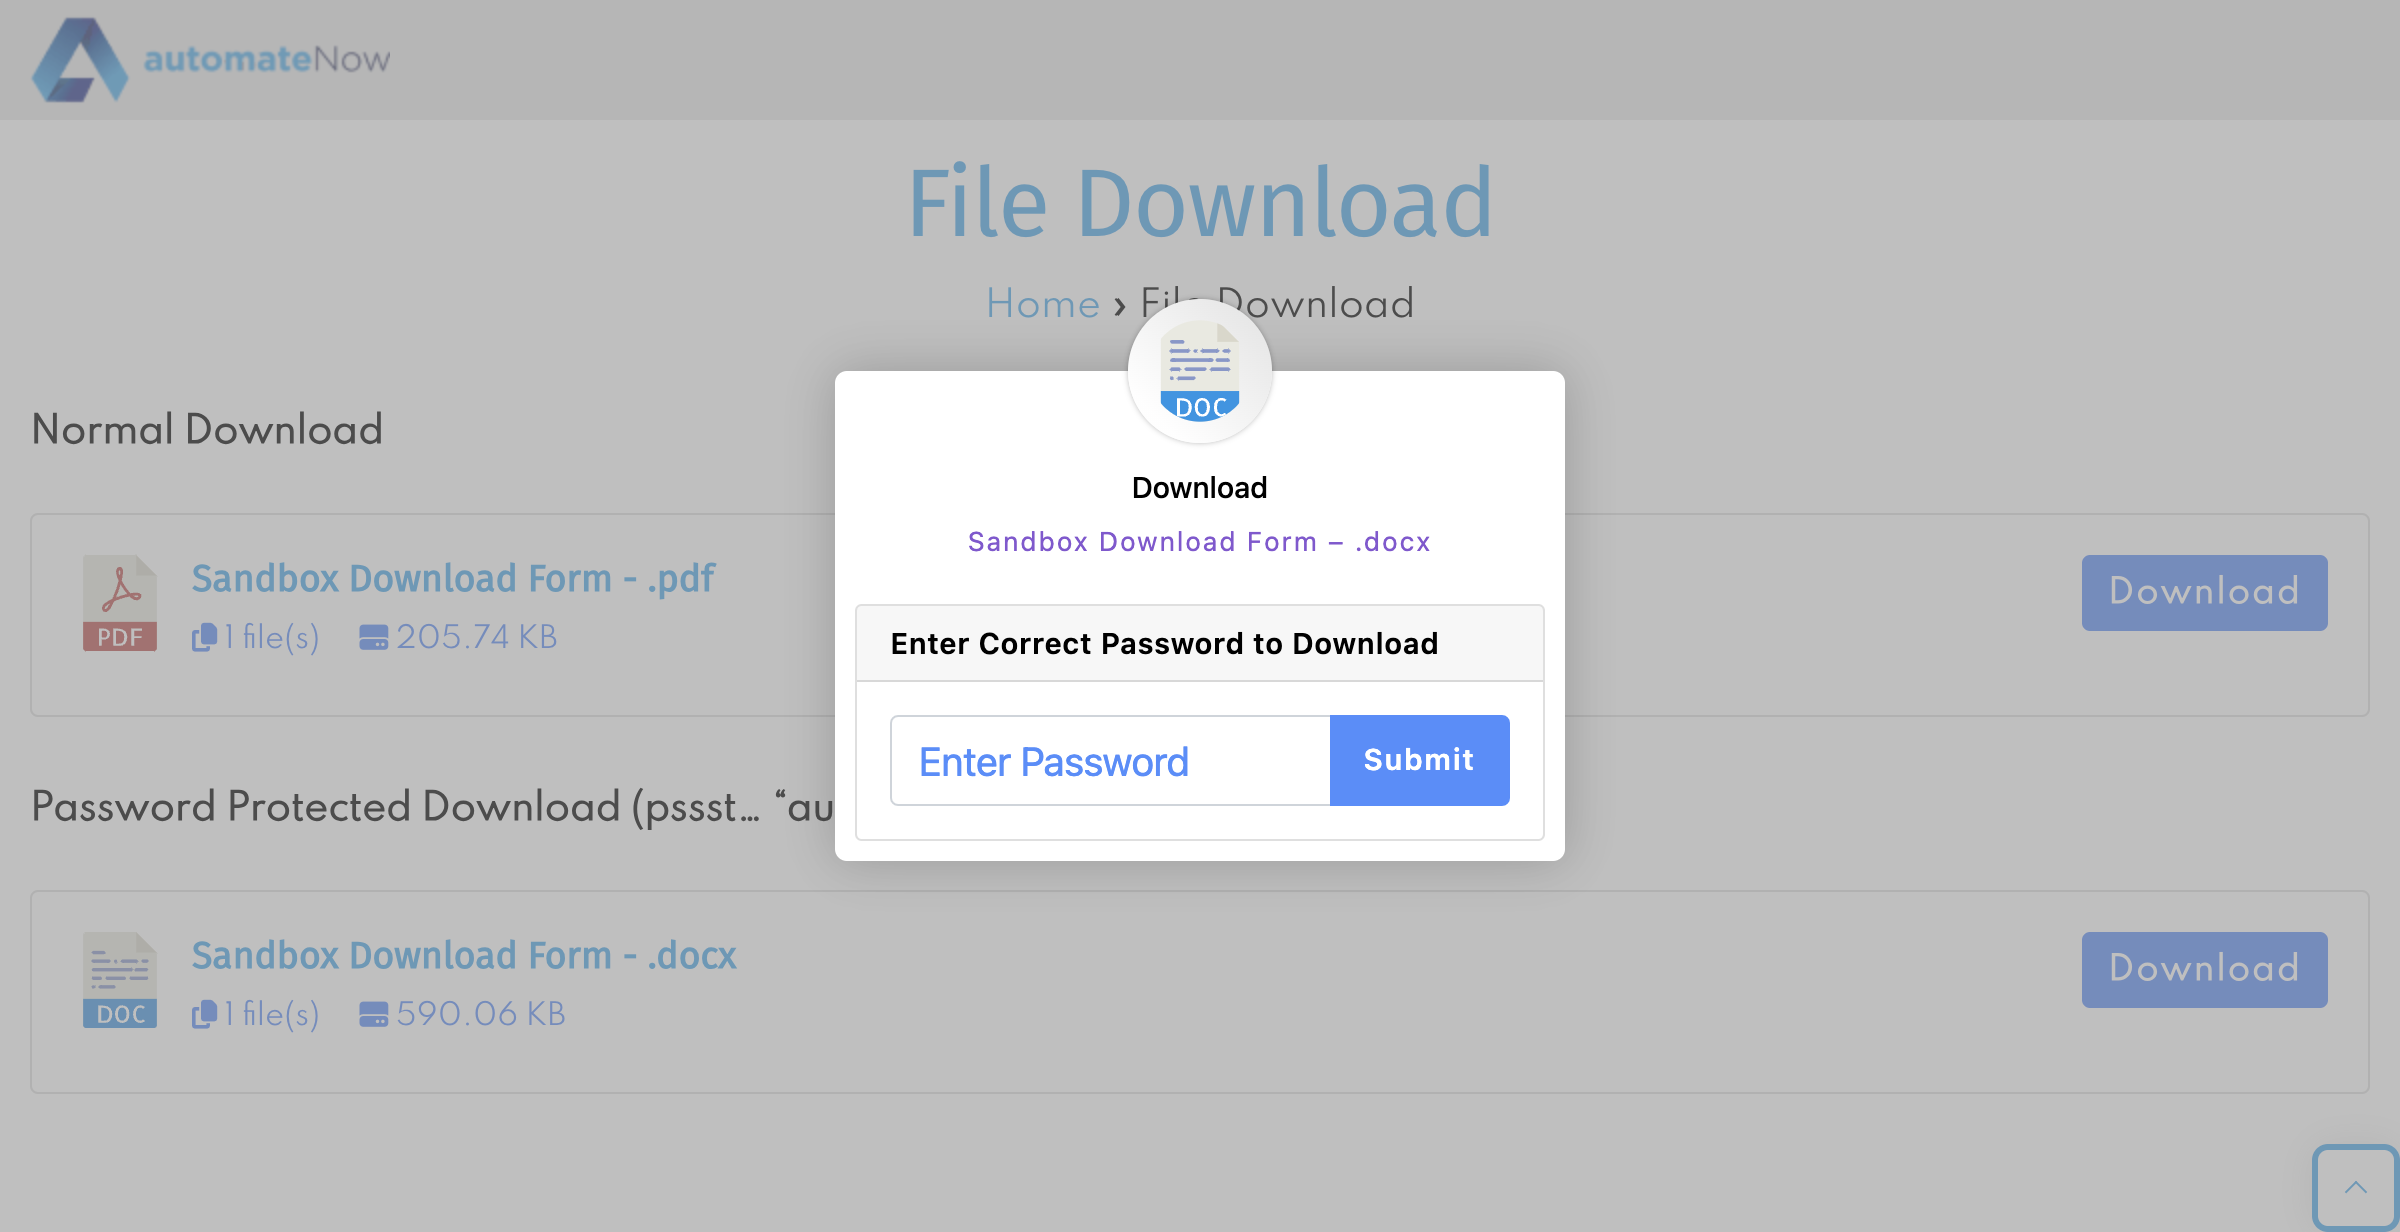 automateNow
File Download
Home › File Download
Normal Download
PDF
Sandbox Download Form - .pdf
1 file(s) 205.74 KB
Download
DOC
Download
Sandbox Download Form – .docx
Enter Correct Password to Download
Enter Password
Submit
Password Protected Download (pssst… “au
DOC
Sandbox Download Form - .docx
1 file(s) 590.06 KB
Download